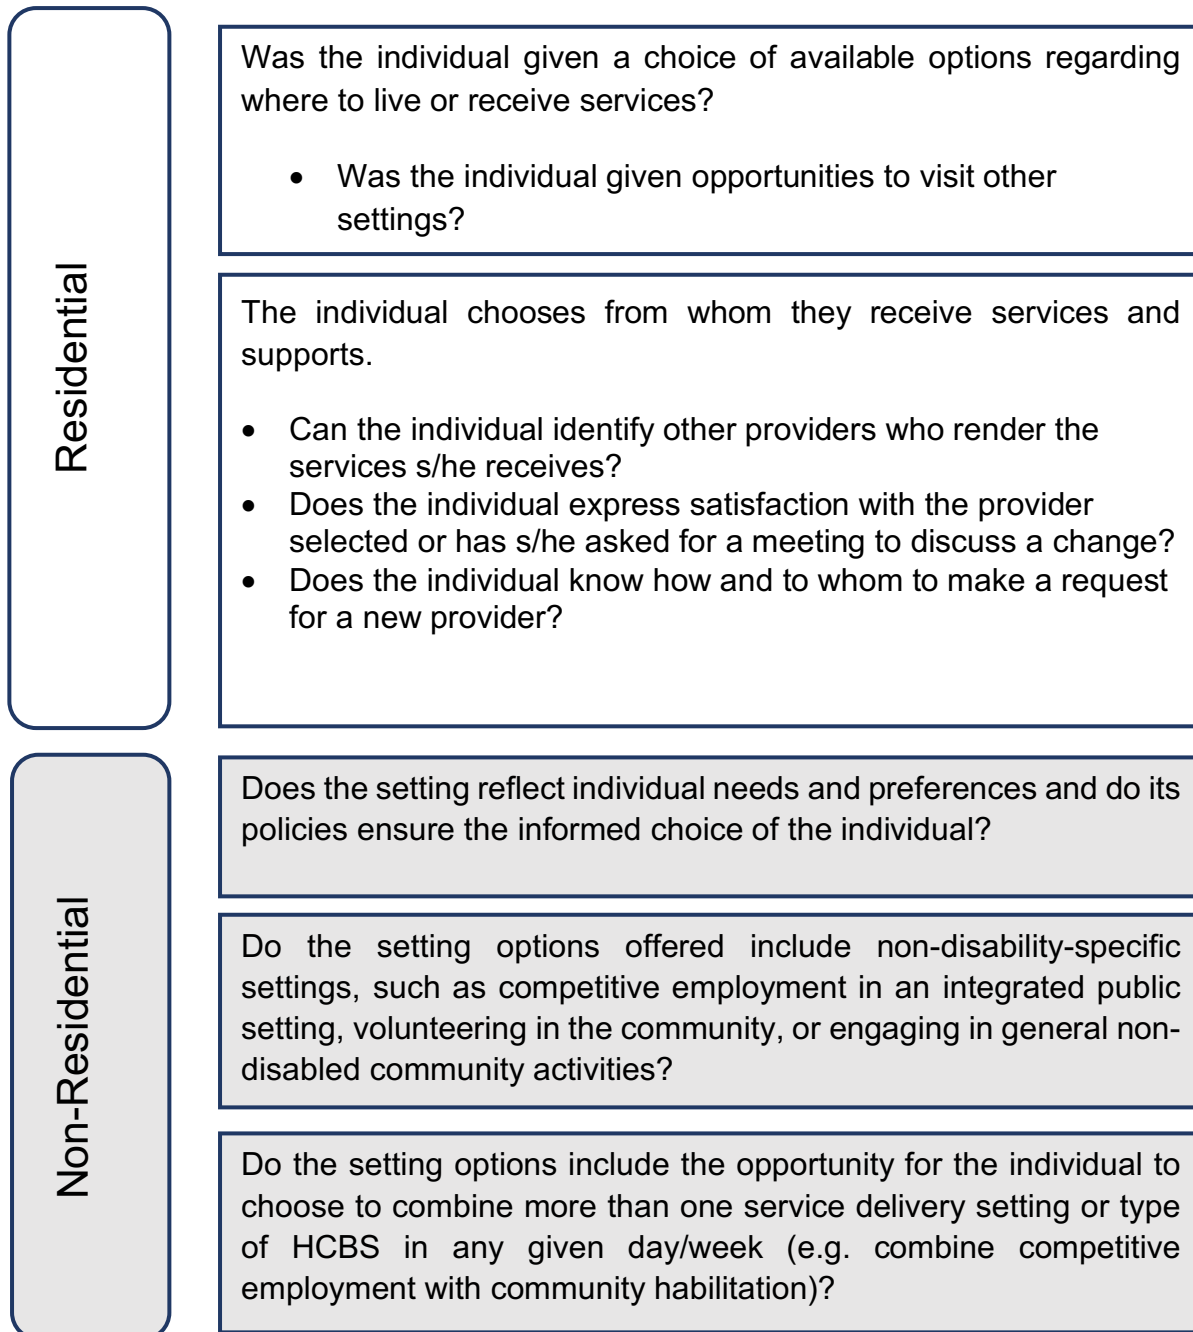 Residential
Was the individual given a choice of available options regarding
where to live or receive services?
• Was the individual given opportunities to visit other
settings?
The individual chooses from whom they receive services and
supports.
• Can the individual identify other providers who render the
services s/he receives?
• Does the individual express satisfaction with the provider
selected or has s/he asked for a meeting to discuss a change?
• Does the individual know how and to whom to make a request
for a new provider?
Non-Residential
Does the setting reflect individual needs and preferences and do its
policies ensure the informed choice of the individual?
Do the setting options offered include non-disability-specific
settings, such as competitive employment in an integrated public
setting, volunteering in the community, or engaging in general non-
disabled community activities?
Do the setting options include the opportunity for the individual to
choose to combine more than one service delivery setting or type
of HCBS in any given day/week (e.g. combine competitive
employment with community habilitation)?